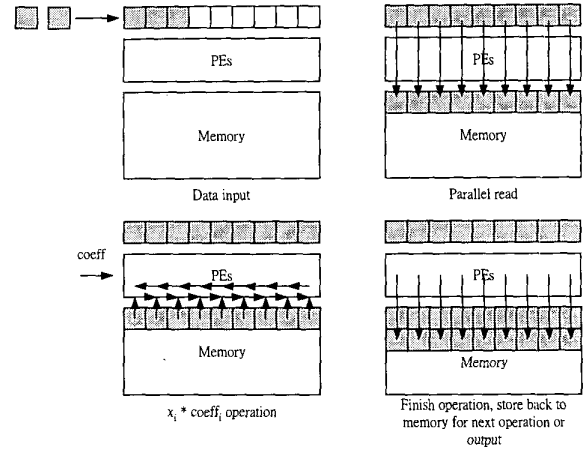 PEs
Memory
Data input
PEs
Memory
Parallel read
coeff
PEs
Memory
xᵢ * coeffᵢ operation
PEs
Memory
Finish operation, store back to
memory for next operation or
output